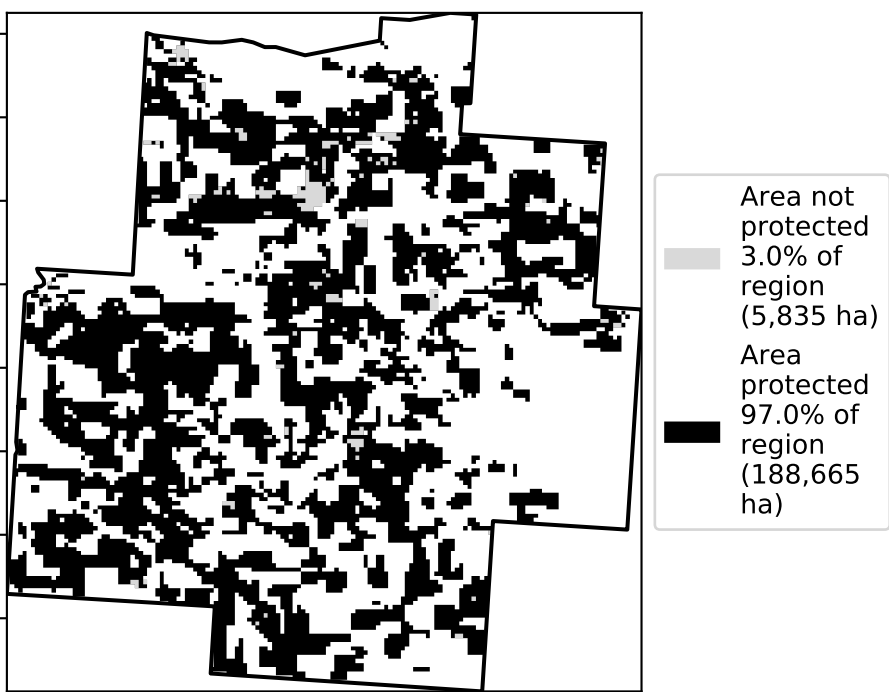 Area not
protected
3.0% of
region
(5,835 ha)
Area
protected
97.0% of
region
(188,665
ha)